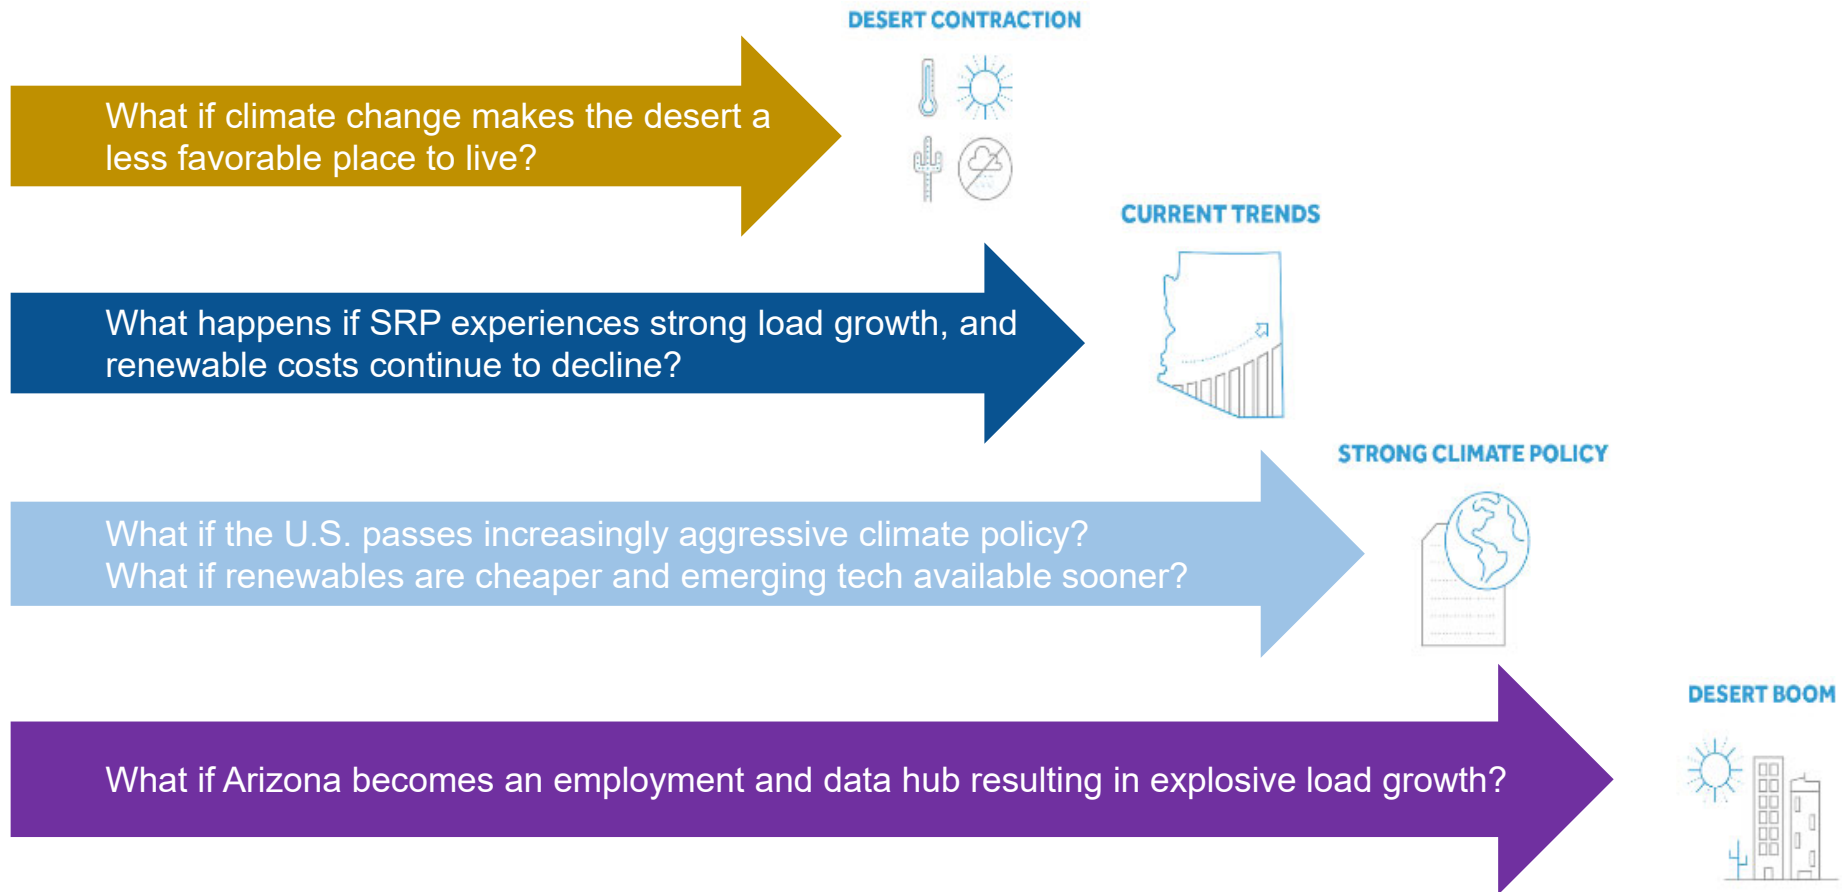 DESERT CONTRACTION
What if climate change makes the desert a
less favorable place to live?
CURRENT TRENDS
What happens if SRP experiences strong load growth, and
renewable costs continue to decline?
STRONG CLIMATE POLICY
What if the U.S. passes increasingly aggressive climate policy?
What if renewables are cheaper and emerging tech available sooner?
DESERT BOOM
What if Arizona becomes an employment and data hub resulting in explosive load growth?